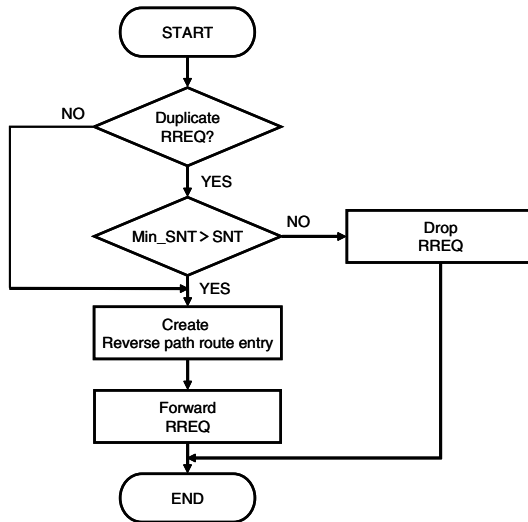 START
NO
Duplicate
RREQ?
YES
Min_SNT > SNT
NO
Drop
RREQ
YES
Create
Reverse path route entry
Forward
RREQ
END